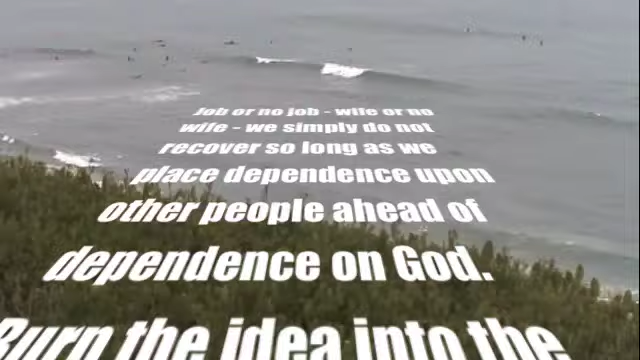 Job or no job - wife or no
wife - we simply do not
recover so long as we
place dependence upon
other people ahead of
dependence on God.
Burn the idea into the